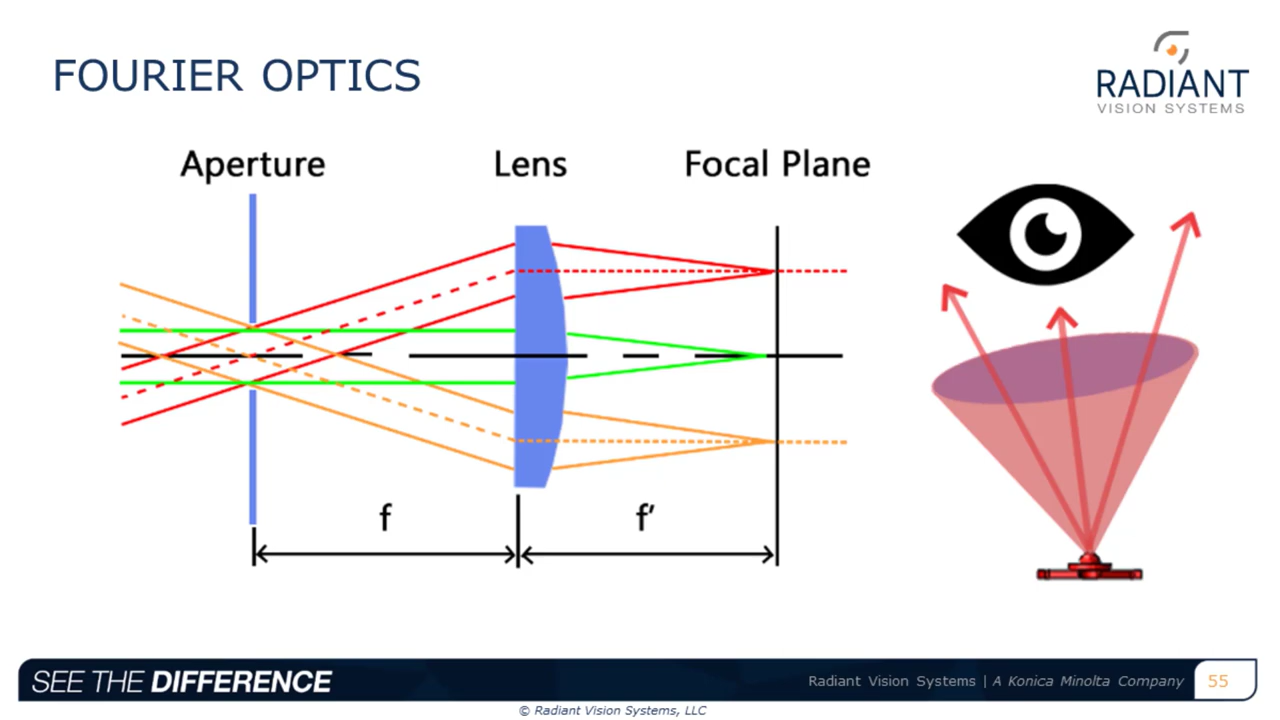 FOURIER OPTICS
RADIANT
VISION SYSTEMS
Aperture
Lens
Focal Plane
f
f'
SEE THE DIFFERENCE
Radiant Vision Systems | A Konica Minolta Company
55
© Radiant Vision Systems, LLC